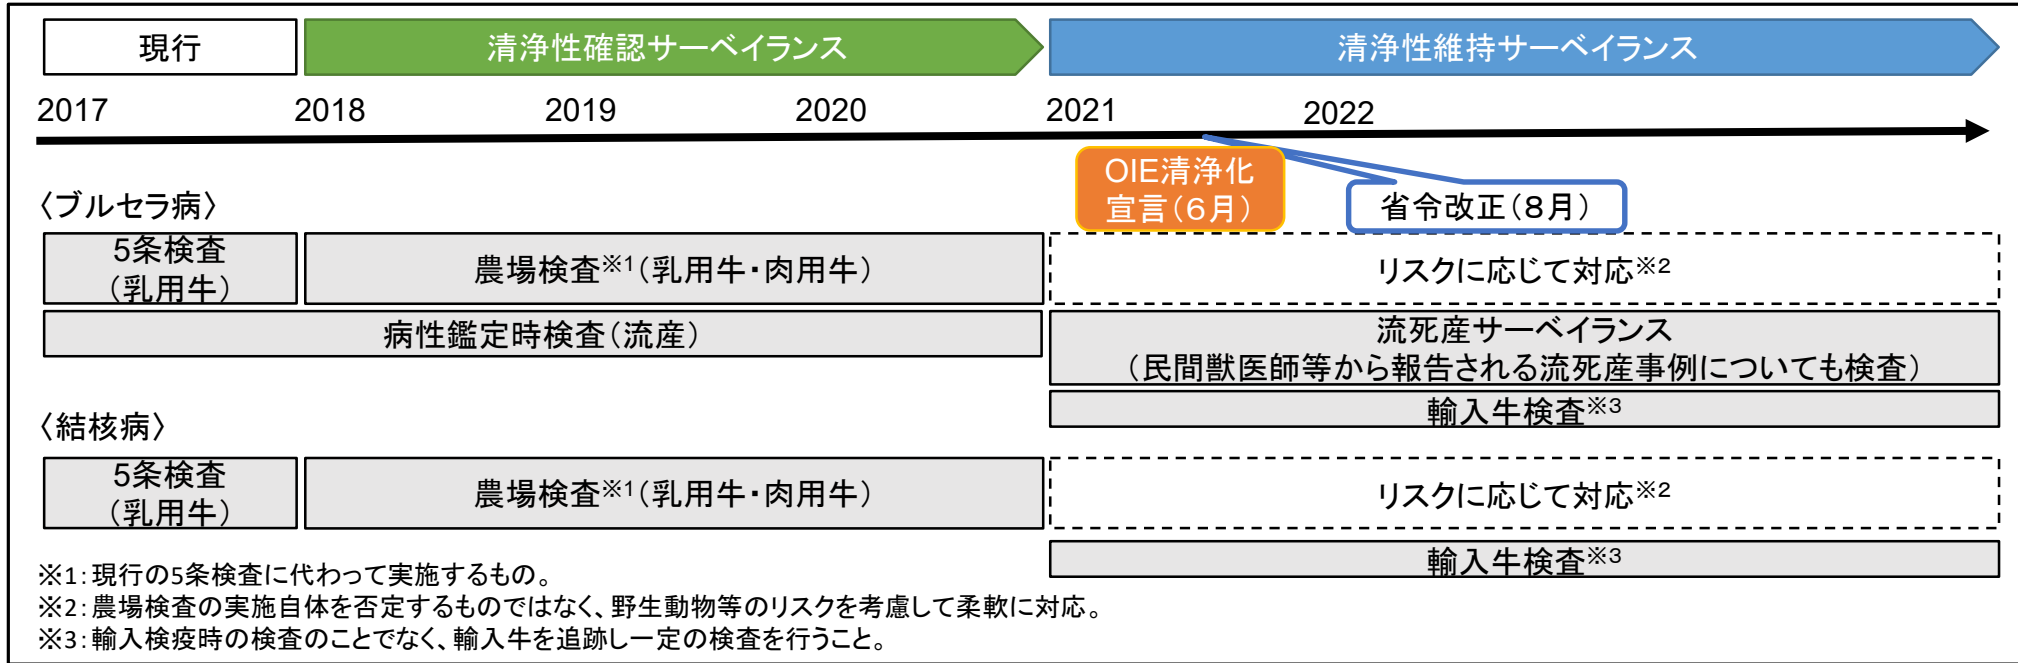 現行
清浄性確認サーベイランス
清浄性維持サーベイランス
2017
2018
2019
2020
2021
2022
OIE清浄化
宣言(6月)
省令改正(8月)
〈ブルセラ病〉
5条検査
(乳用牛)
農場検査※1(乳用牛・肉用牛)
リスクに応じて対応※2
病性鑑定時検査(流産)
流死産サーベイランス
(民間獣医師等から報告される流死産事例についても検査)
輸入牛検査※3
〈結核病〉
5条検査
(乳用牛)
農場検査※1(乳用牛・肉用牛)
リスクに応じて対応※2
輸入牛検査※3
※1:現行の5条検査に代わって実施するもの。
※2:農場検査の実施自体を否定するものではなく、野生動物等のリスクを考慮して柔軟に対応。
※3:輸入検疫時の検査のことでなく、輸入牛を追跡し一定の検査を行うこと。